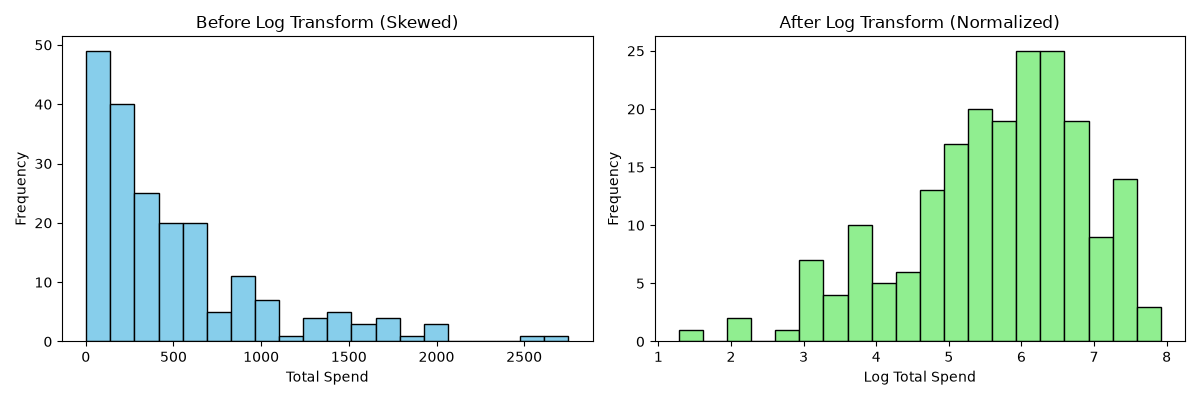 Before Log Transform (Skewed)
50
40
30
20
10
0
Frequency
0 500 1000 1500 2000 2500
Total Spend
After Log Transform (Normalized)
25
20
15
10
5
0
Frequency
1 2 3 4 5 6 7 8
Log Total Spend